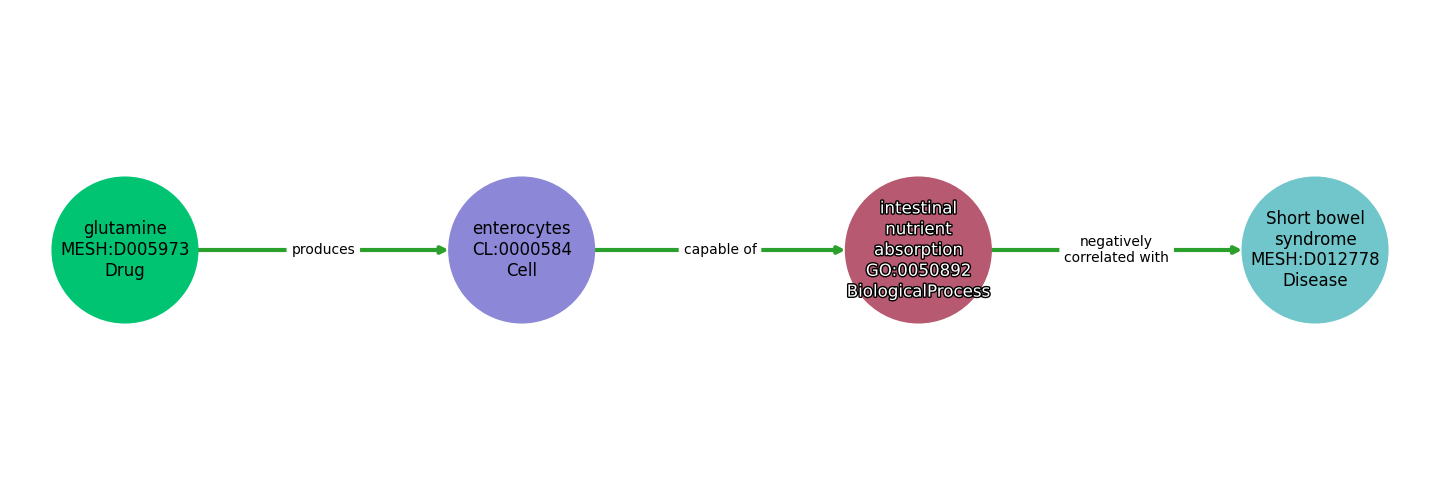 glutamine
MESH:D005973
Drug
produces
enterocytes
CL:0000584
Cell
capable of
intestinal
nutrient
absorption
GO:0050892
BiologicalProcess
negatively
correlated with
Short bowel
syndrome
MESH:D012778
Disease